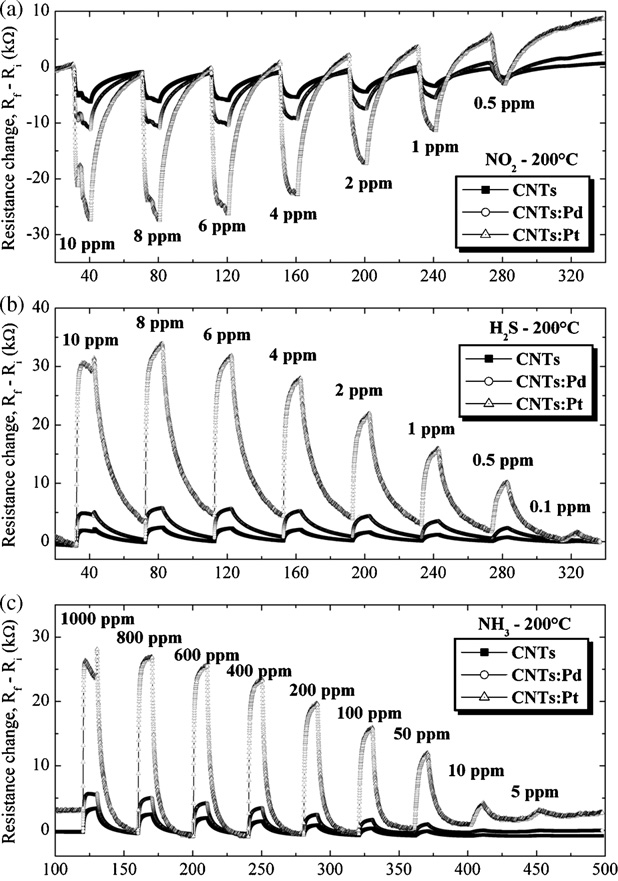 (a)
Resistance change, R_f - R_i (kΩ)
10
0
-10
-20
-30
10 ppm
8 ppm
6 ppm
4 ppm
2 ppm
1 ppm
0.5 ppm
NO₂ - 200°C
CNTs
CNTs:Pd
CNTs:Pt
40 80 120 160 200 240 280 320
(b)
Resistance change, R_f - R_i (kΩ)
40
30
20
10
0
10 ppm
8 ppm
6 ppm
4 ppm
2 ppm
1 ppm
0.5 ppm
0.1 ppm
H₂S - 200°C
CNTs
CNTs:Pd
CNTs:Pt
40 80 120 160 200 240 280 320
(c)
Resistance change, R_f - R_i (kΩ)
30
20
10
0
1000 ppm
800 ppm
600 ppm
400 ppm
200 ppm
100 ppm
50 ppm
10 ppm
5 ppm
NH₃ - 200°C
CNTs
CNTs:Pd
CNTs:Pt
100 150 200 250 300 350 400 450 500